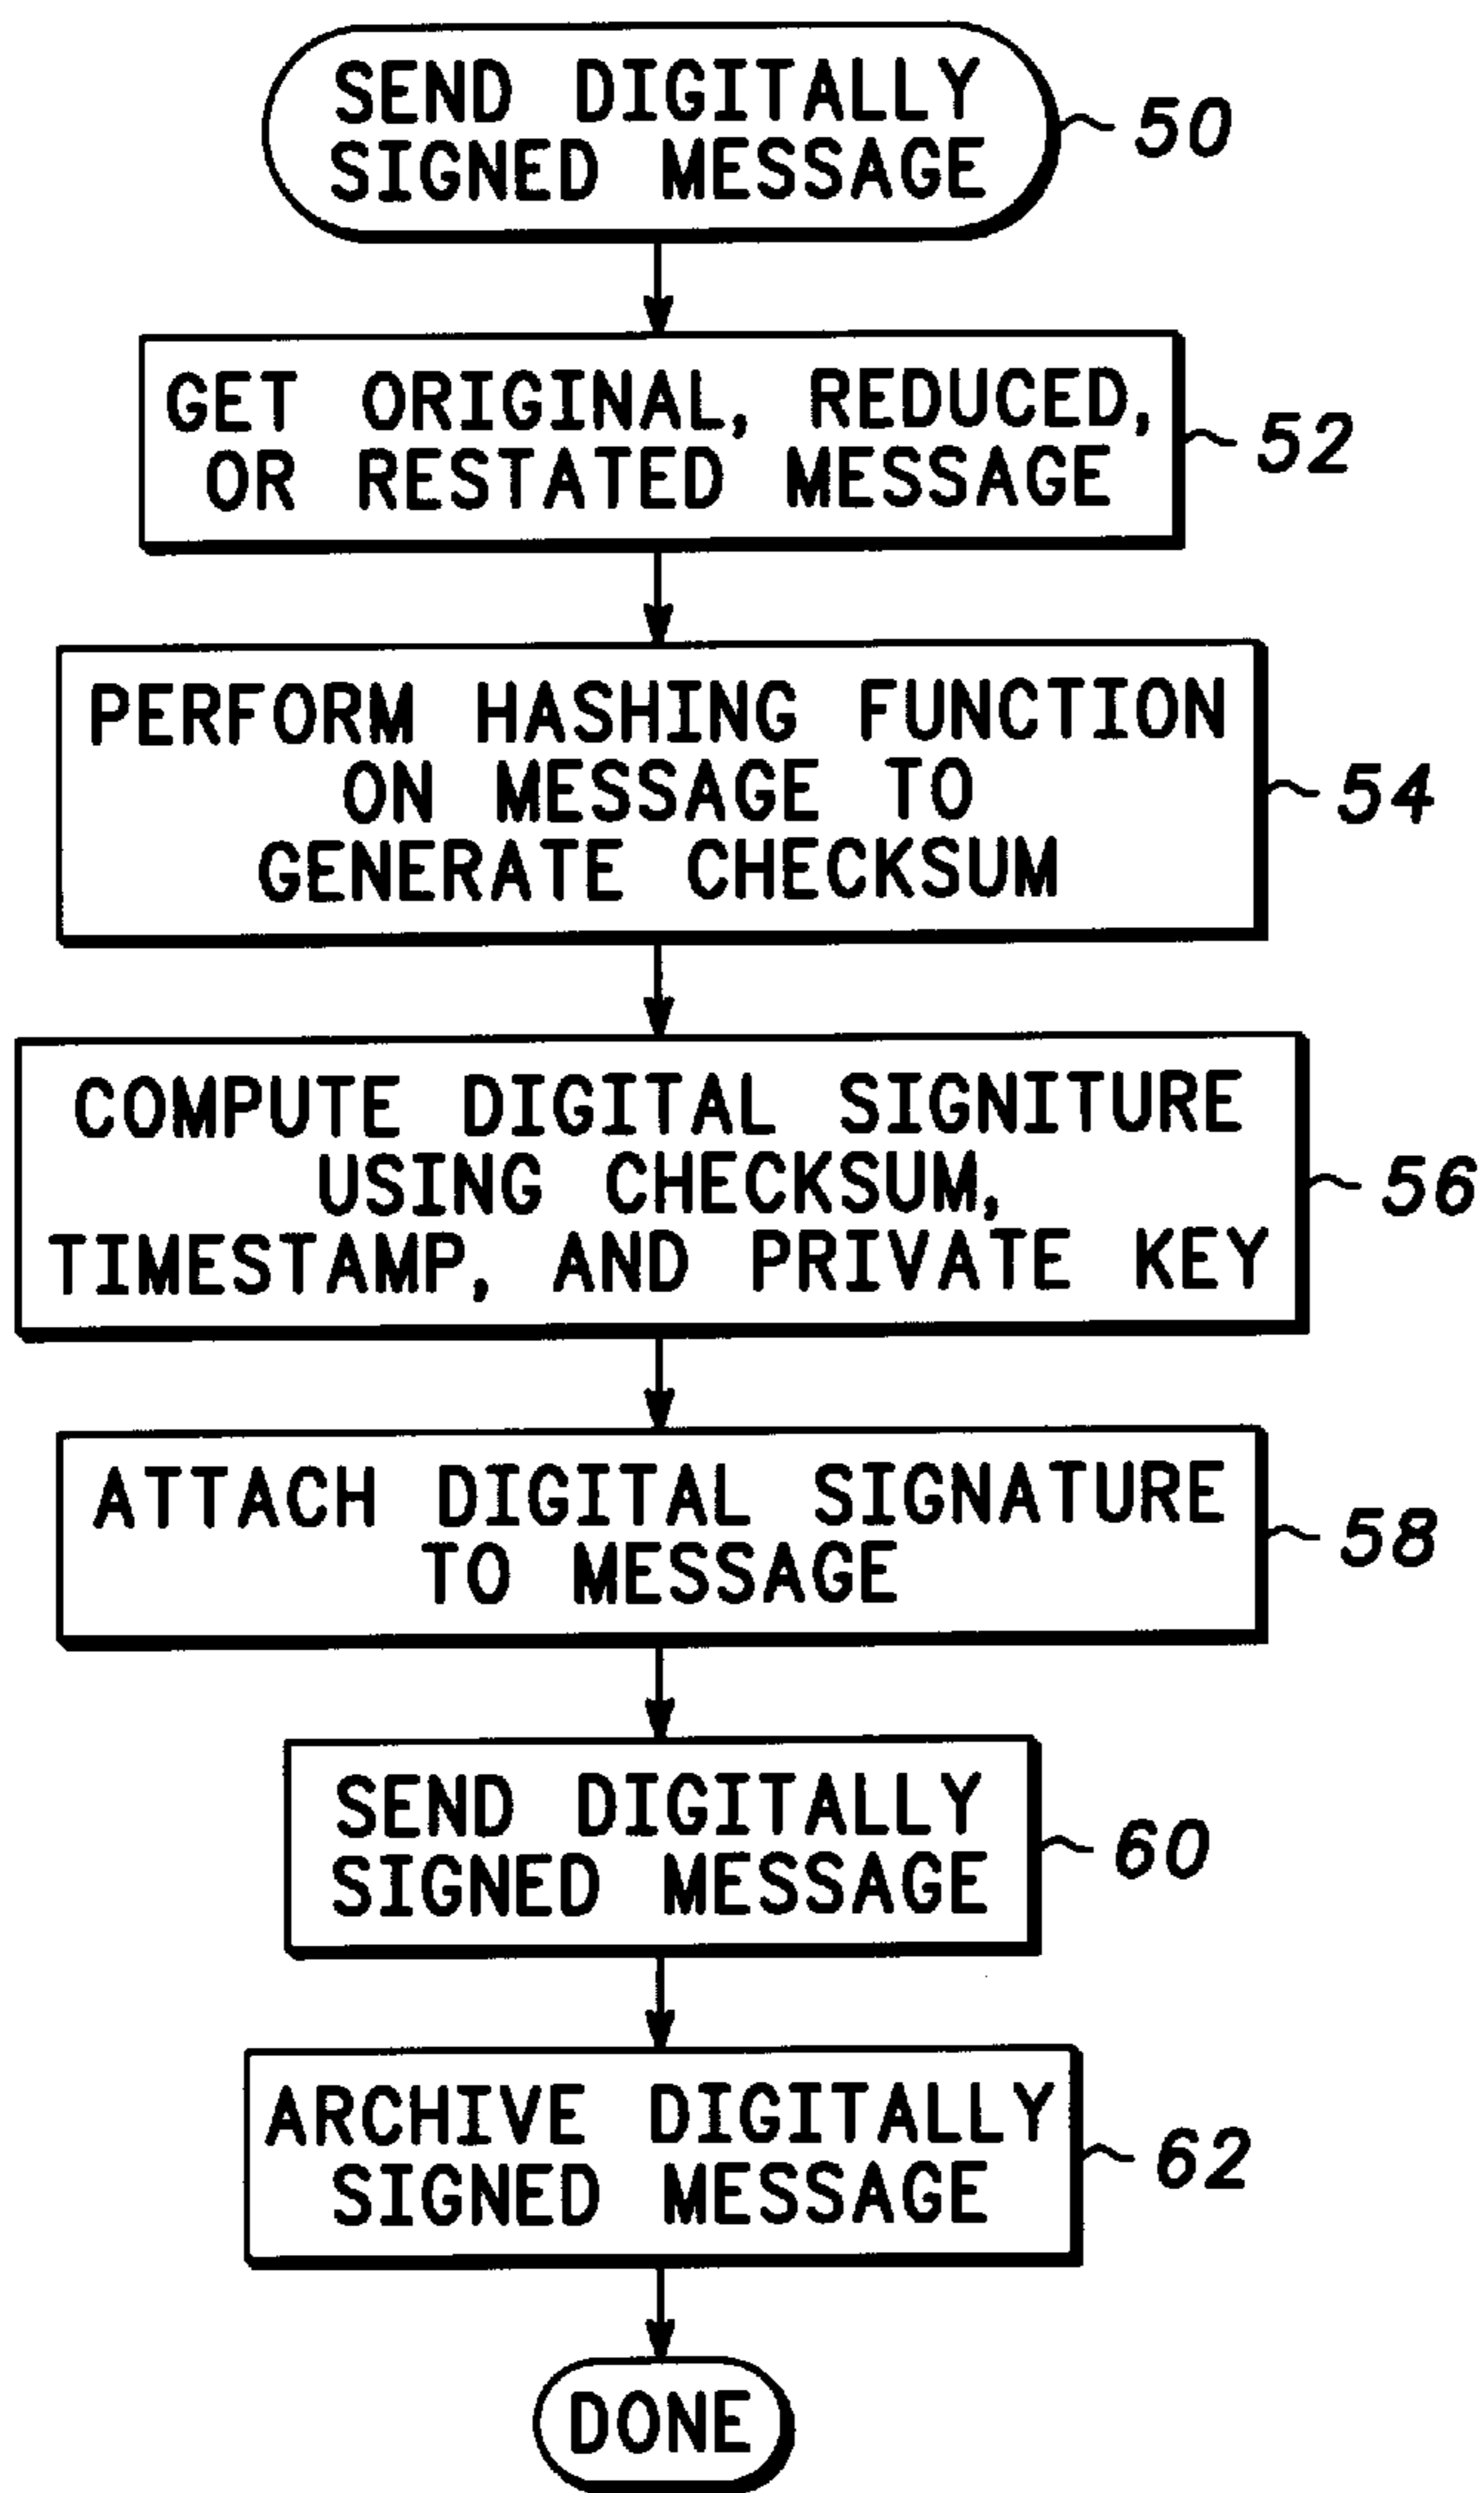 SEND DIGITALLY
SIGNED MESSAGE
50
GET ORIGINAL, REDUCED,
OR RESTATED MESSAGE
52
PERFORM HASHING FUNCTION
ON MESSAGE TO
GENERATE CHECKSUM
54
COMPUTE DIGITAL SIGNITURE
USING CHECKSUM,
TIMESTAMP, AND PRIVATE KEY
56
ATTACH DIGITAL SIGNATURE
TO MESSAGE
58
SEND DIGITALLY
SIGNED MESSAGE
60
ARCHIVE DIGITALLY
SIGNED MESSAGE
62
DONE